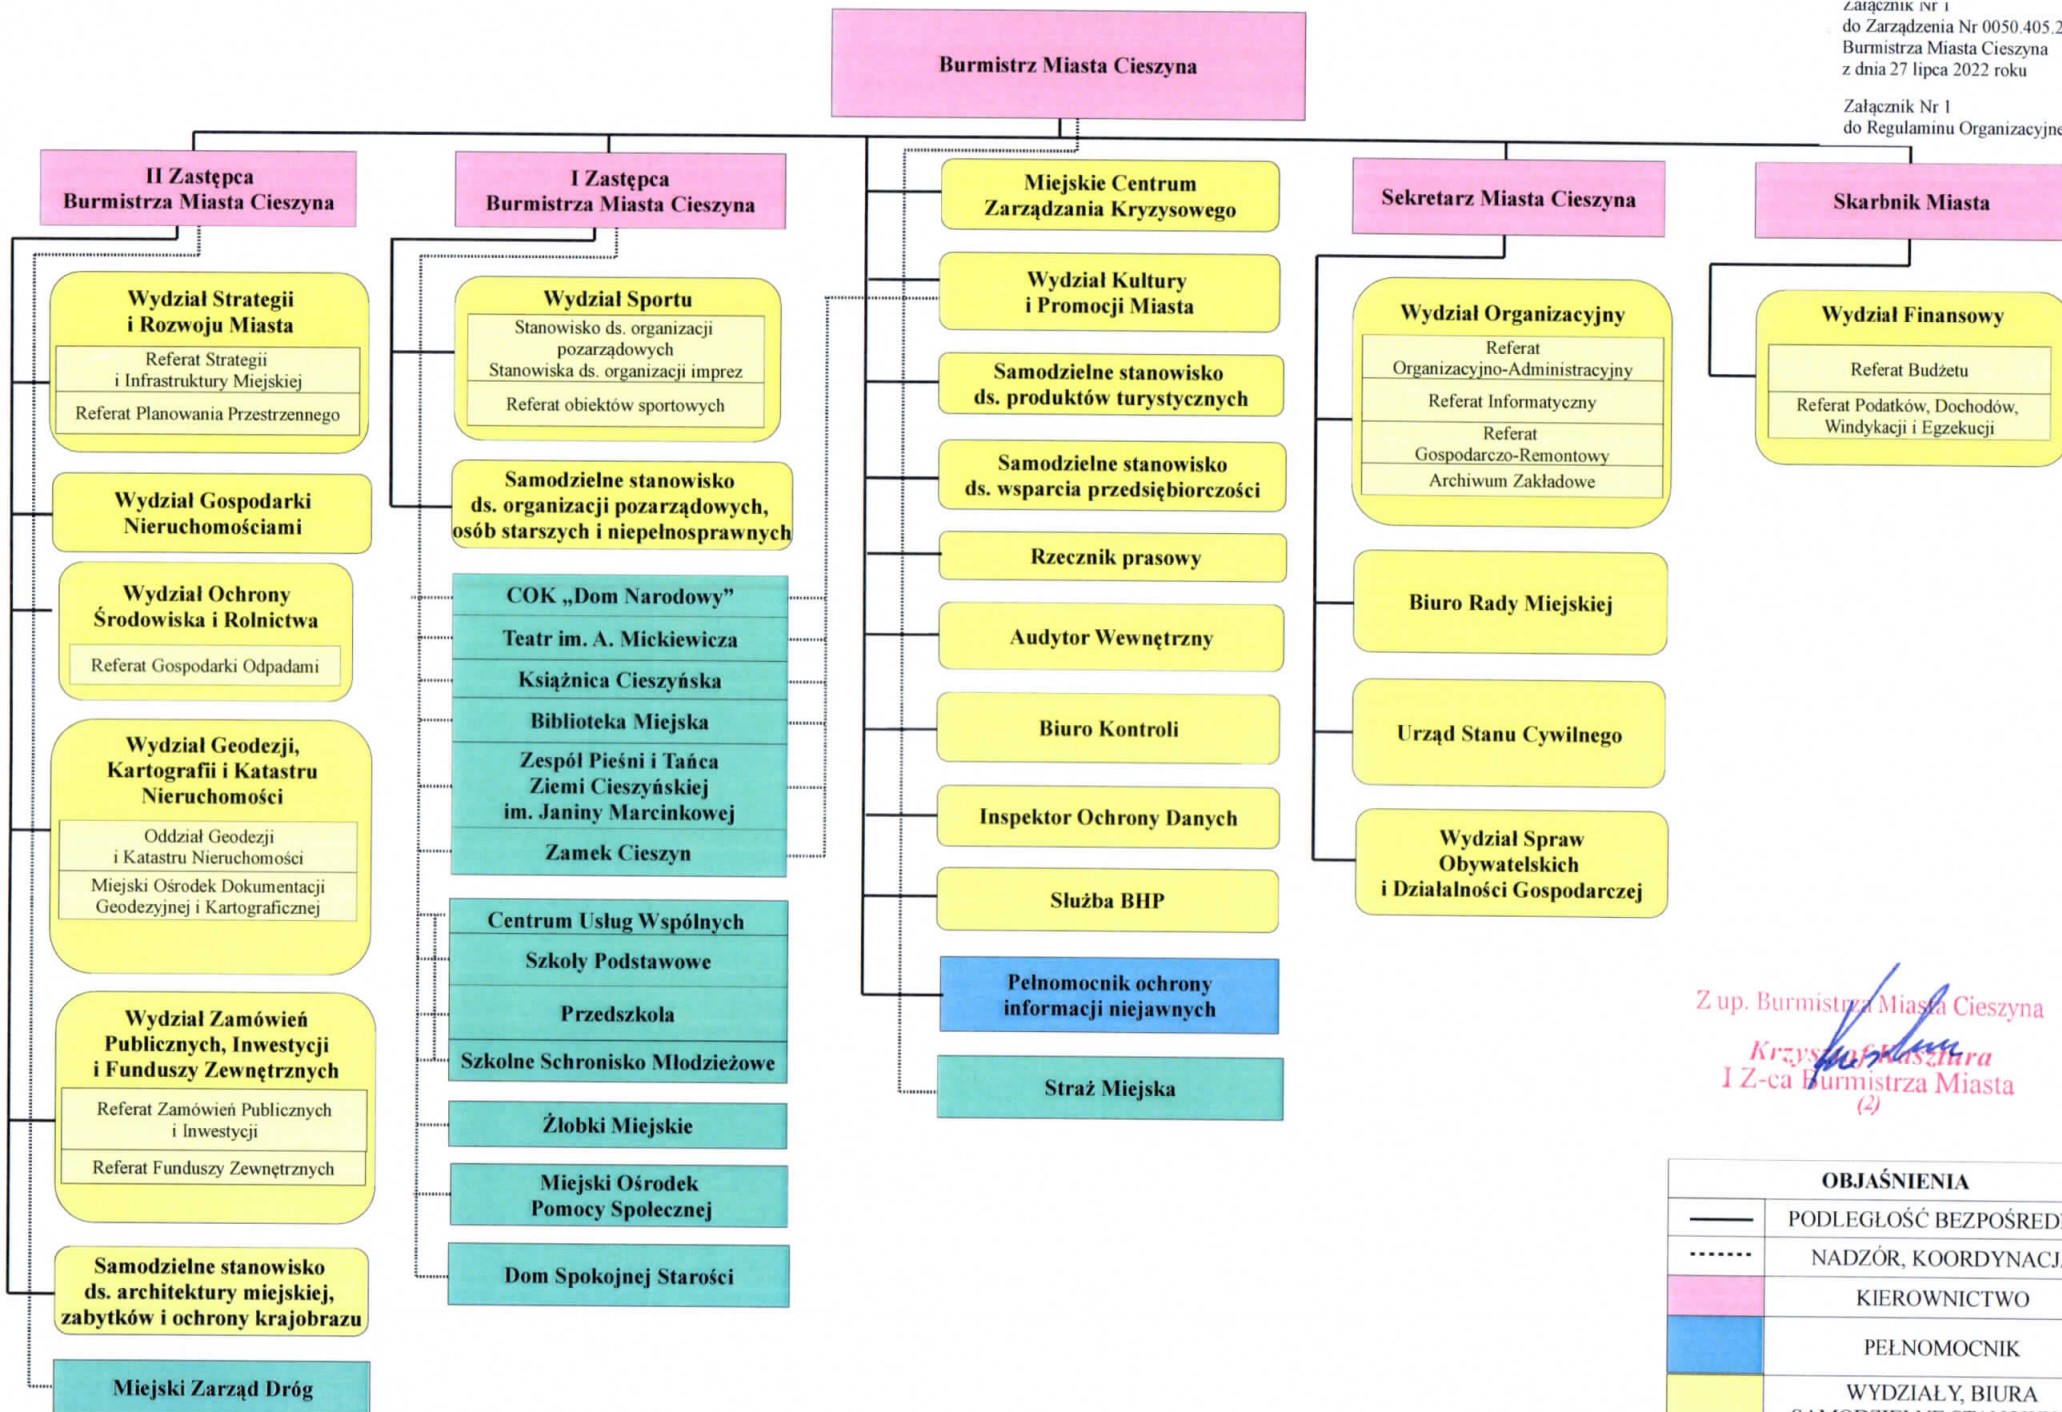 Załącznik Nr 1
do Zarządzenia Nr 0050.405.2
Burmistrza Miasta Cieszyna
z dnia 27 lipca 2022 roku
Załącznik Nr 1
do Regulaminu
Burmistrz Miasta Cieszyna
II Zastępca
Burmistrza Miasta Cieszyna
Wydział Strategii
i Rozwoju Miasta
Referat Strategii
i Infrastruktury Miejskiej
Referat Planowania Przestrzennego
Wydział Gospodarki
Nieruchomościami
Wydział Ochrony
Środowiska i Rolnictwa
Referat Gospodarki Odpadami
Wydział Geodezji,
Kartografii i Katastru
Nieruchomości
Oddział Geodezji
i Katastru Nieruchomości
Miejski Ośrodek Dokumentacji
Geodezyjnej i Kartograficznej
Wydział Zamówień
Publicznych, Inwestycji
i Funduszy Zewnętrznych
Referat Zamówień Publicznych
i Inwestycji
Referat Funduszy Zewnętrznych
Samodzielne stanowisko
ds. architektury miejskiej,
zabytków i ochrony krajobrazu
Miejski Zarząd Dróg
I Zastępca
Burmistrza Miasta Cieszyna
Wydział Sportu
Stanowisko ds. organizacji
pozarządowych
Stanowiska ds. organizacji imprez
Referat obiektów sportowych
Samodzielne stanowisko
ds. organizacji pozarządowych,
osób starszych i niepełnosprawnych
COK „Dom Narodowy”
Teatr im. A. Mickiewicza
Książnica Cieszyńska
Biblioteka Miejska
Zespół Pieśni i Tańca
Ziemi Cieszyńskiej
im. Janiny Marcinkowej
Zamek Cieszyn
Centrum Usług Wspólnych
Szkoły Podstawowe
Przedszkola
Szkolne Schronisko Młodzieżowe
Żłobki Miejskie
Miejski Ośrodek
Pomocy Społecznej
Dom Spokojnej Starości
Miejskie Centrum
Zarządzania Kryzysowego
Wydział Kultury
i Promocji Miasta
Samodzielne stanowisko
ds. produktów turystycznych
Samodzielne stanowisko
ds. wsparcia przedsiębiorczości
Rzecznik prasowy
Audytor Wewnętrzny
Biuro Kontroli
Inspektor Ochrony Danych
Służba BHP
Pełnomocnik ochrony
informacji niejawnych
Straż Miejska
Sekretarz Miasta Cieszyna
Wydział Organizacyjny
Referat
Organizacyjno-Administracyjny
Referat Informatyczny
Referat
Gospodarczo-Remontowy
Archiwum Zakładowe
Biuro Rady Miejskiej
Urząd Stanu Cywilnego
Wydział Spraw
Obywatelskich
i Działalności Gospodarczej
Skarbnik Miasta
Wydział Finansowy
Referat Budżetu
Referat Podatków, Dochodów,
Windykacji i Egzekucji
Z up. Burmistrza Miasta Cieszyna
Krzysztof Kasztura
I Z-ca Burmistrza Miasta
(2)
OBJAŚNIENIA
PODLEGŁOŚĆ
NADZÓR,
KIEROWNICTWO
PEŁNOMOCNIK
WYDZIAŁY, BIURA